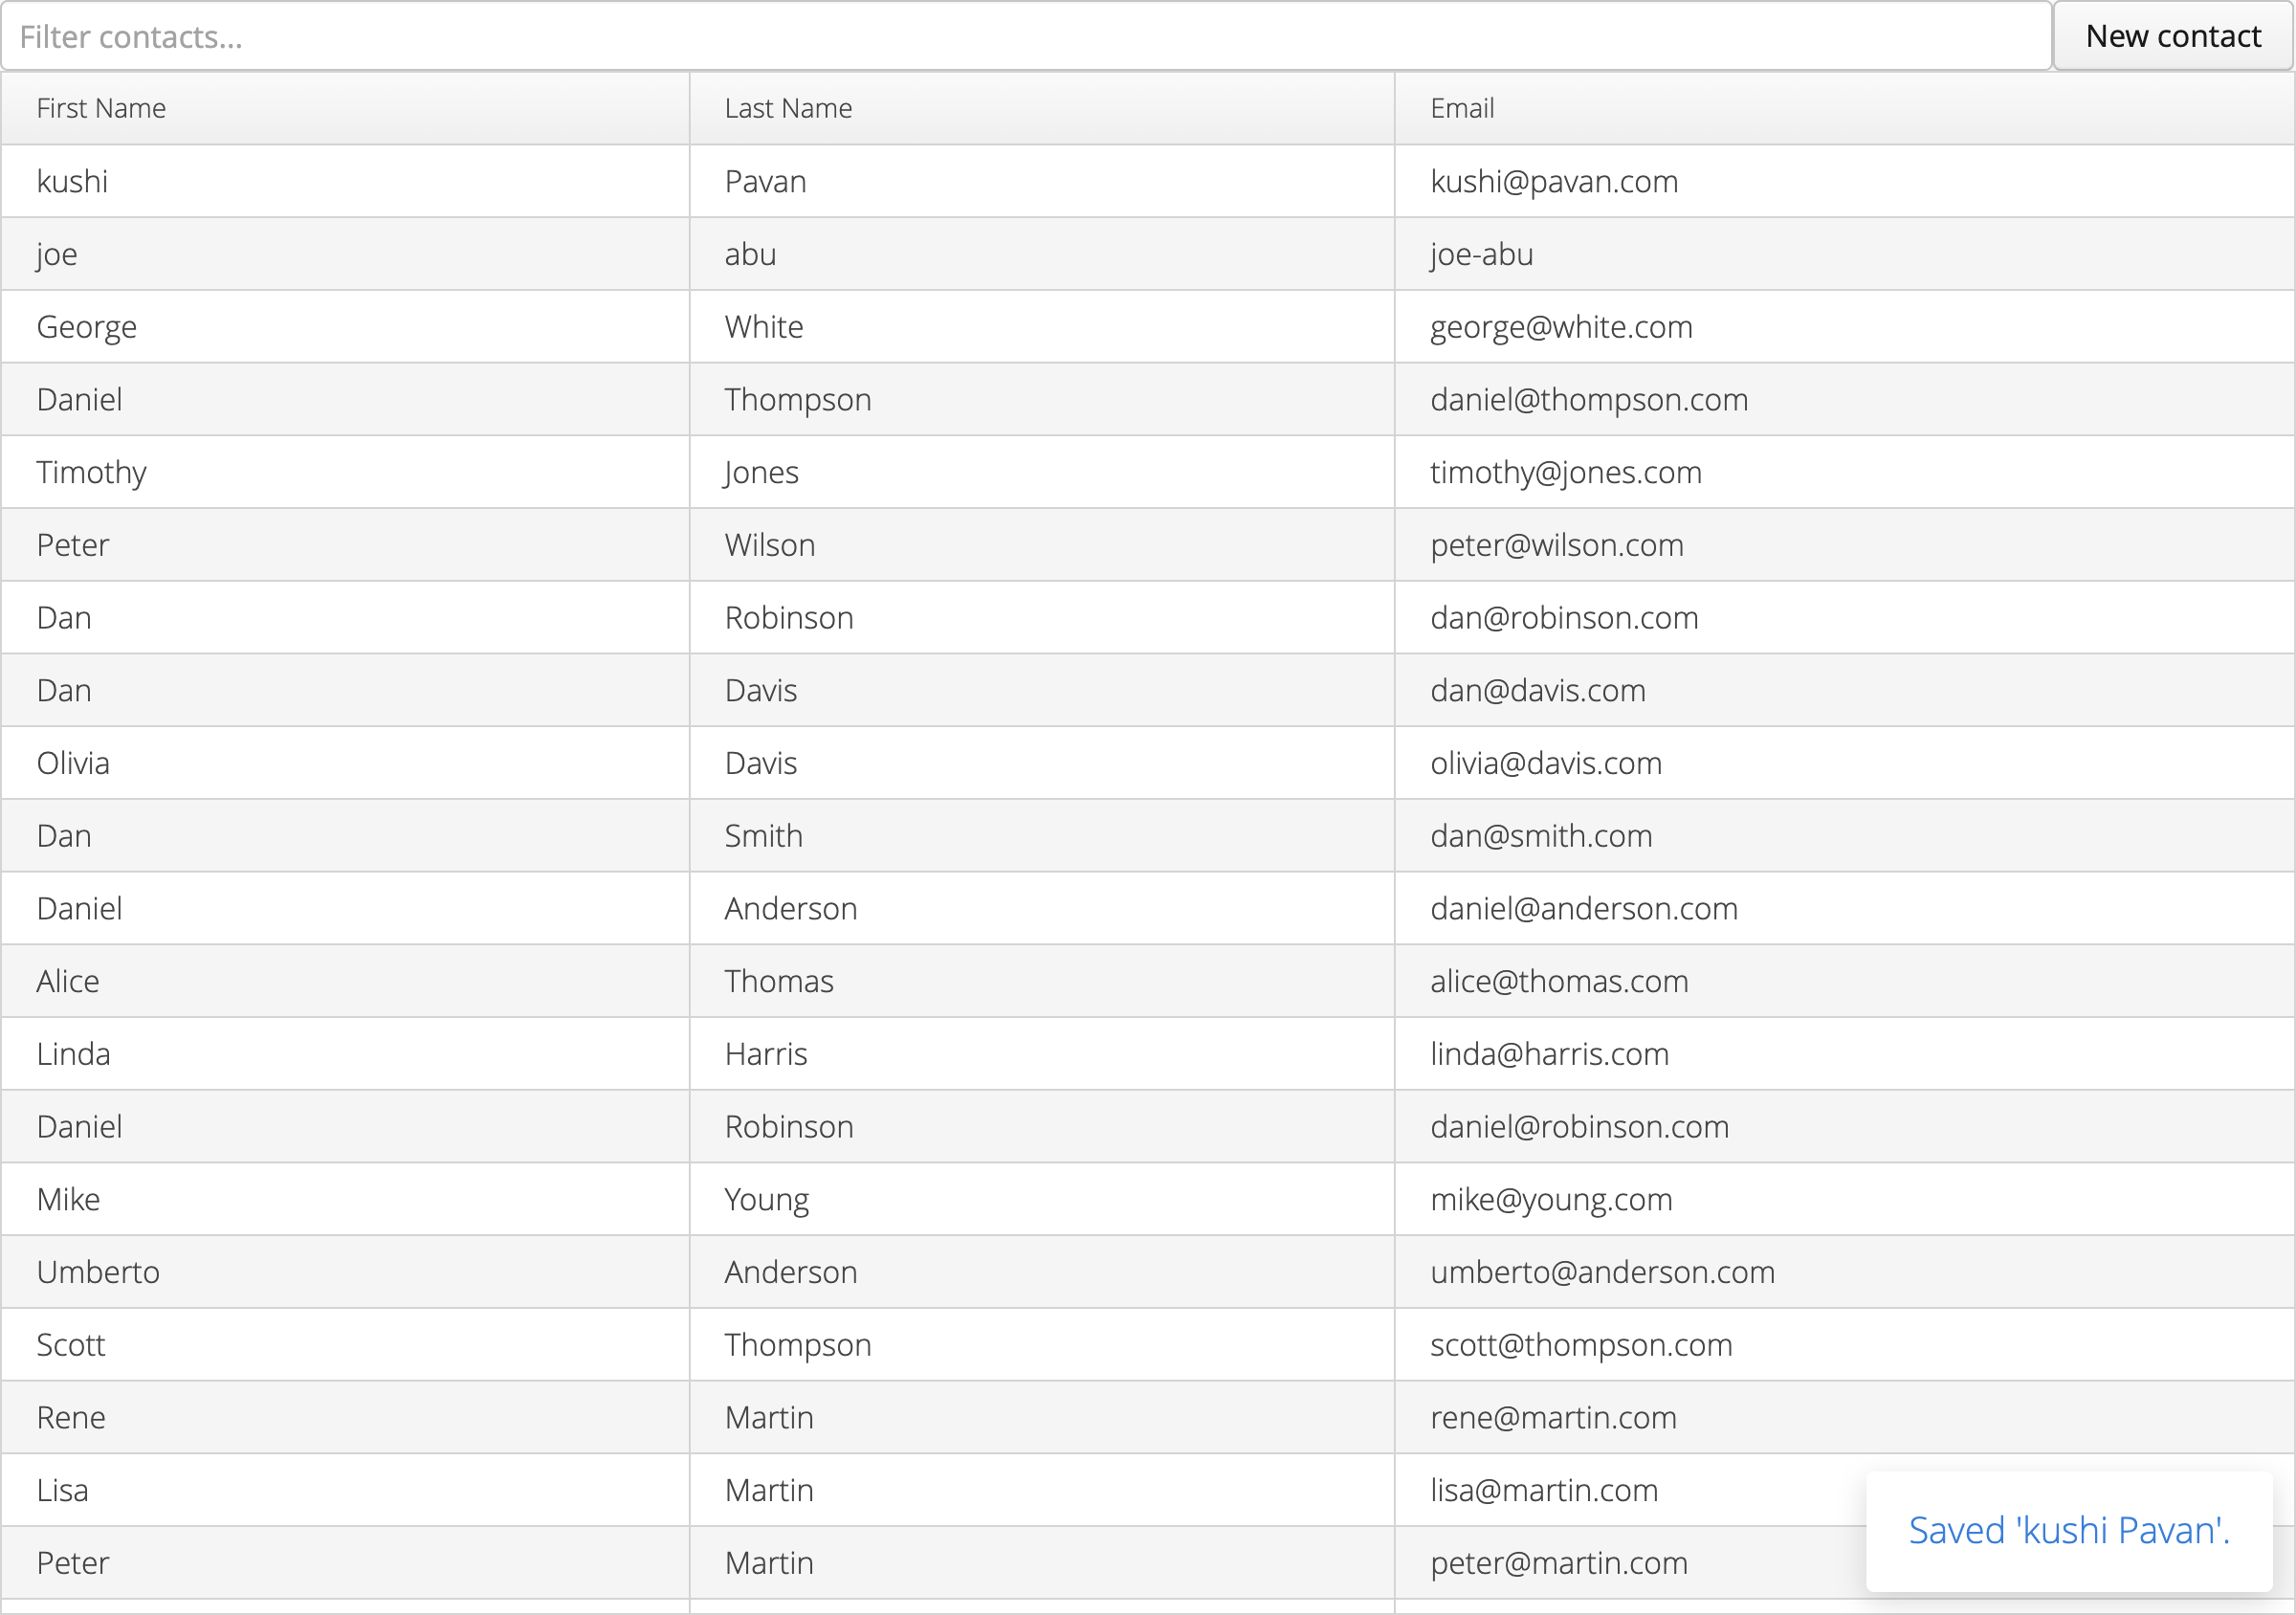 Filter contacts... New contact
First Name Last Name Email
kushi Pavan kushi@pavan.com
joe abu joe-abu
George White george@white.com
Daniel Thompson daniel@thompson.com
Timothy Jones timothy@jones.com
Peter Wilson peter@wilson.com
Dan Robinson dan@robinson.com
Dan Davis dan@davis.com
Olivia Davis olivia@davis.com
Dan Smith dan@smith.com
Daniel Anderson daniel@anderson.com
Alice Thomas alice@thomas.com
Linda Harris linda@harris.com
Daniel Robinson daniel@robinson.com
Mike Young mike@young.com
Umberto Anderson umberto@anderson.com
Scott Thompson scott@thompson.com
Rene Martin rene@martin.com
Lisa Martin lisa@martin.com
Saved 'kushi Pavan'.
Peter Martin peter@martin.com